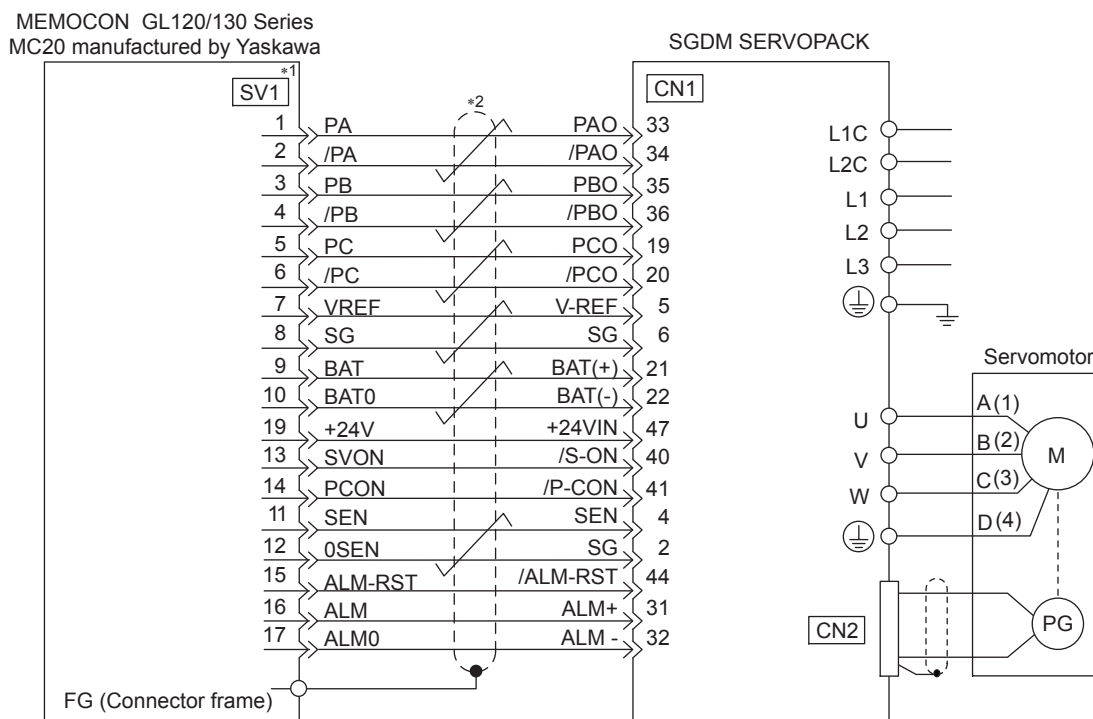 MEMOCON GL120/130 Series
MC20 manufactured by Yaskawa
SGDM SERVOPACK
*1
SV1
*2
CN1
1 PA PAO 33
2 /PA /PAO 34
3 PB PBO 35
4 /PB /PBO 36
5 PC PCO 19
6 /PC /PCO 20
7 VREF V-REF 5
8 SG SG 6
9 BAT BAT(+) 21
10 BAT0 BAT(-) 22
19 +24V +24VIN 47
13 SVON /S-ON 40
14 PCON /P-CON 41
11 SEN SEN 4
12 0SEN SG 2
15 ALM-RST /ALM-RST 44
16 ALM ALM+ 31
17 ALM0 ALM - 32
FG (Connector frame)
L1C
L2C
L1
L2
L3
Servomotor
U A (1)
V B (2)
W C (3)
D (4)
M
CN2
PG